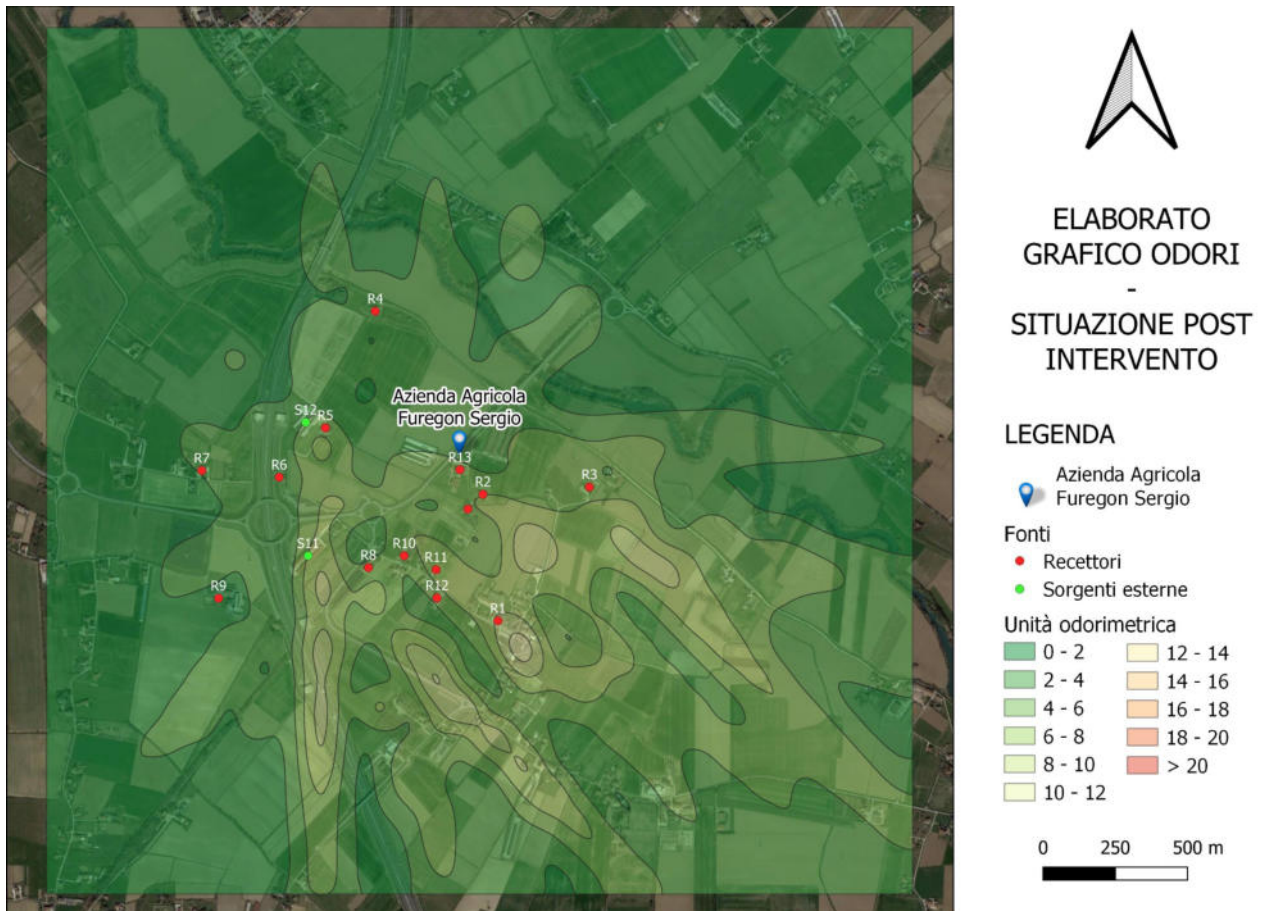 R4
Azienda Agricola
Furegon Sergio
S12
R5
R13
R7
R6
R2
R3
S11
R10
R8
R11
R12
R9
R1
ELABORATO
GRAFICO ODORI
-
SITUAZIONE POST
INTERVENTO
LEGENDA
Azienda Agricola
Furegon Sergio
Fonti
Recettori
Sorgenti esterne
Unità odorimetrica
0 - 2
12 - 14
2 - 4
14 - 16
4 - 6
16 - 18
6 - 8
18 - 20
8 - 10
> 20
10 - 12
0 250 500 m